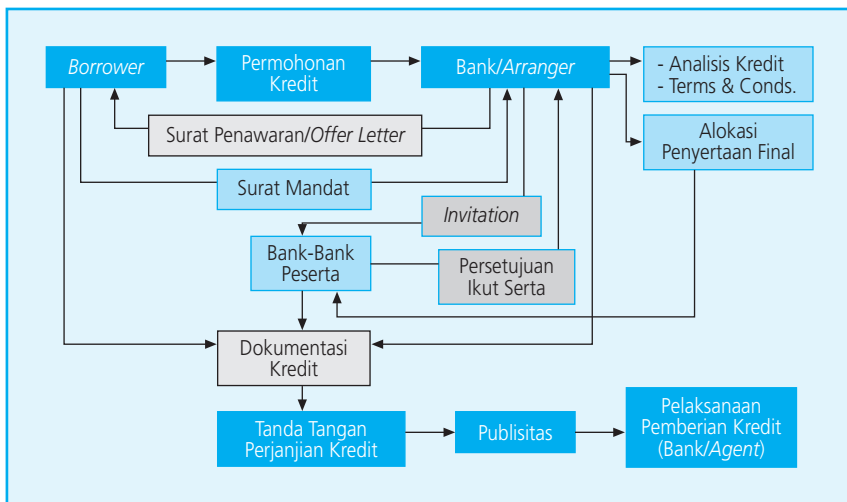 Borrower
Permohonan
Kredit
Bank/Arranger
- Analisis Kredit
- Terms & Conds.
Surat Penawaran/Offer Letter
Alokasi
Penyertaan Final
Surat Mandat
Invitation
Bank-Bank
Peserta
Persetujuan
Ikut Serta
Dokumentasi
Kredit
Tanda Tangan
Perjanjian Kredit
Publisitas
Pelaksanaan
Pemberian Kredit
(Bank/Agent)